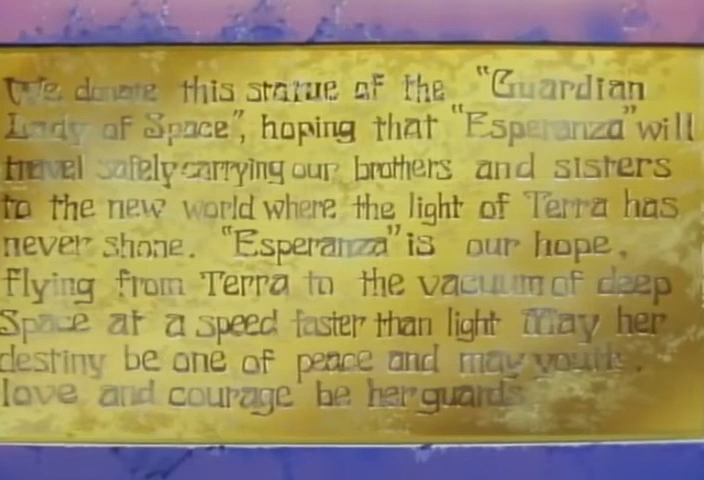 We donate this statue of the "Guardian
Lady of Space", hoping that "Esperanza" will
travel safely carrying our brothers and sisters
to the new world where the light of Terra has
never shone. "Esperanza" is our hope,
flying from Terra to the vacuum of deep
Space at a speed faster than light May her
destiny be one of peace and may youth,
love and courage be her guards